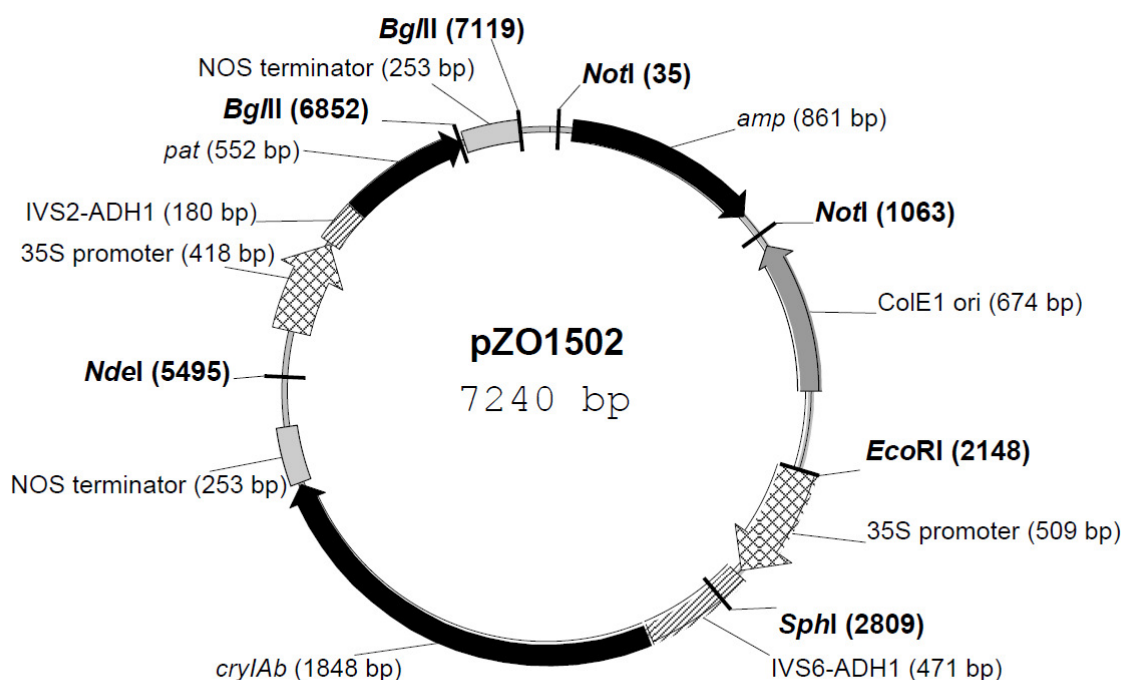 BglII (7119)
NOS terminator (253 bp)
NotI (35)
BglII (6852)
amp (861 bp)
pat (552 bp)
IVS2-ADH1 (180 bp)
NotI (1063)
35S promoter (418 bp)
ColE1 ori (674 bp)
pZO1502
NdeI (5495)
7240 bp
EcoRI (2148)
NOS terminator (253 bp)
35S promoter (509 bp)
SphI (2809)
cryIAb (1848 bp)
IVS6-ADH1 (471 bp)